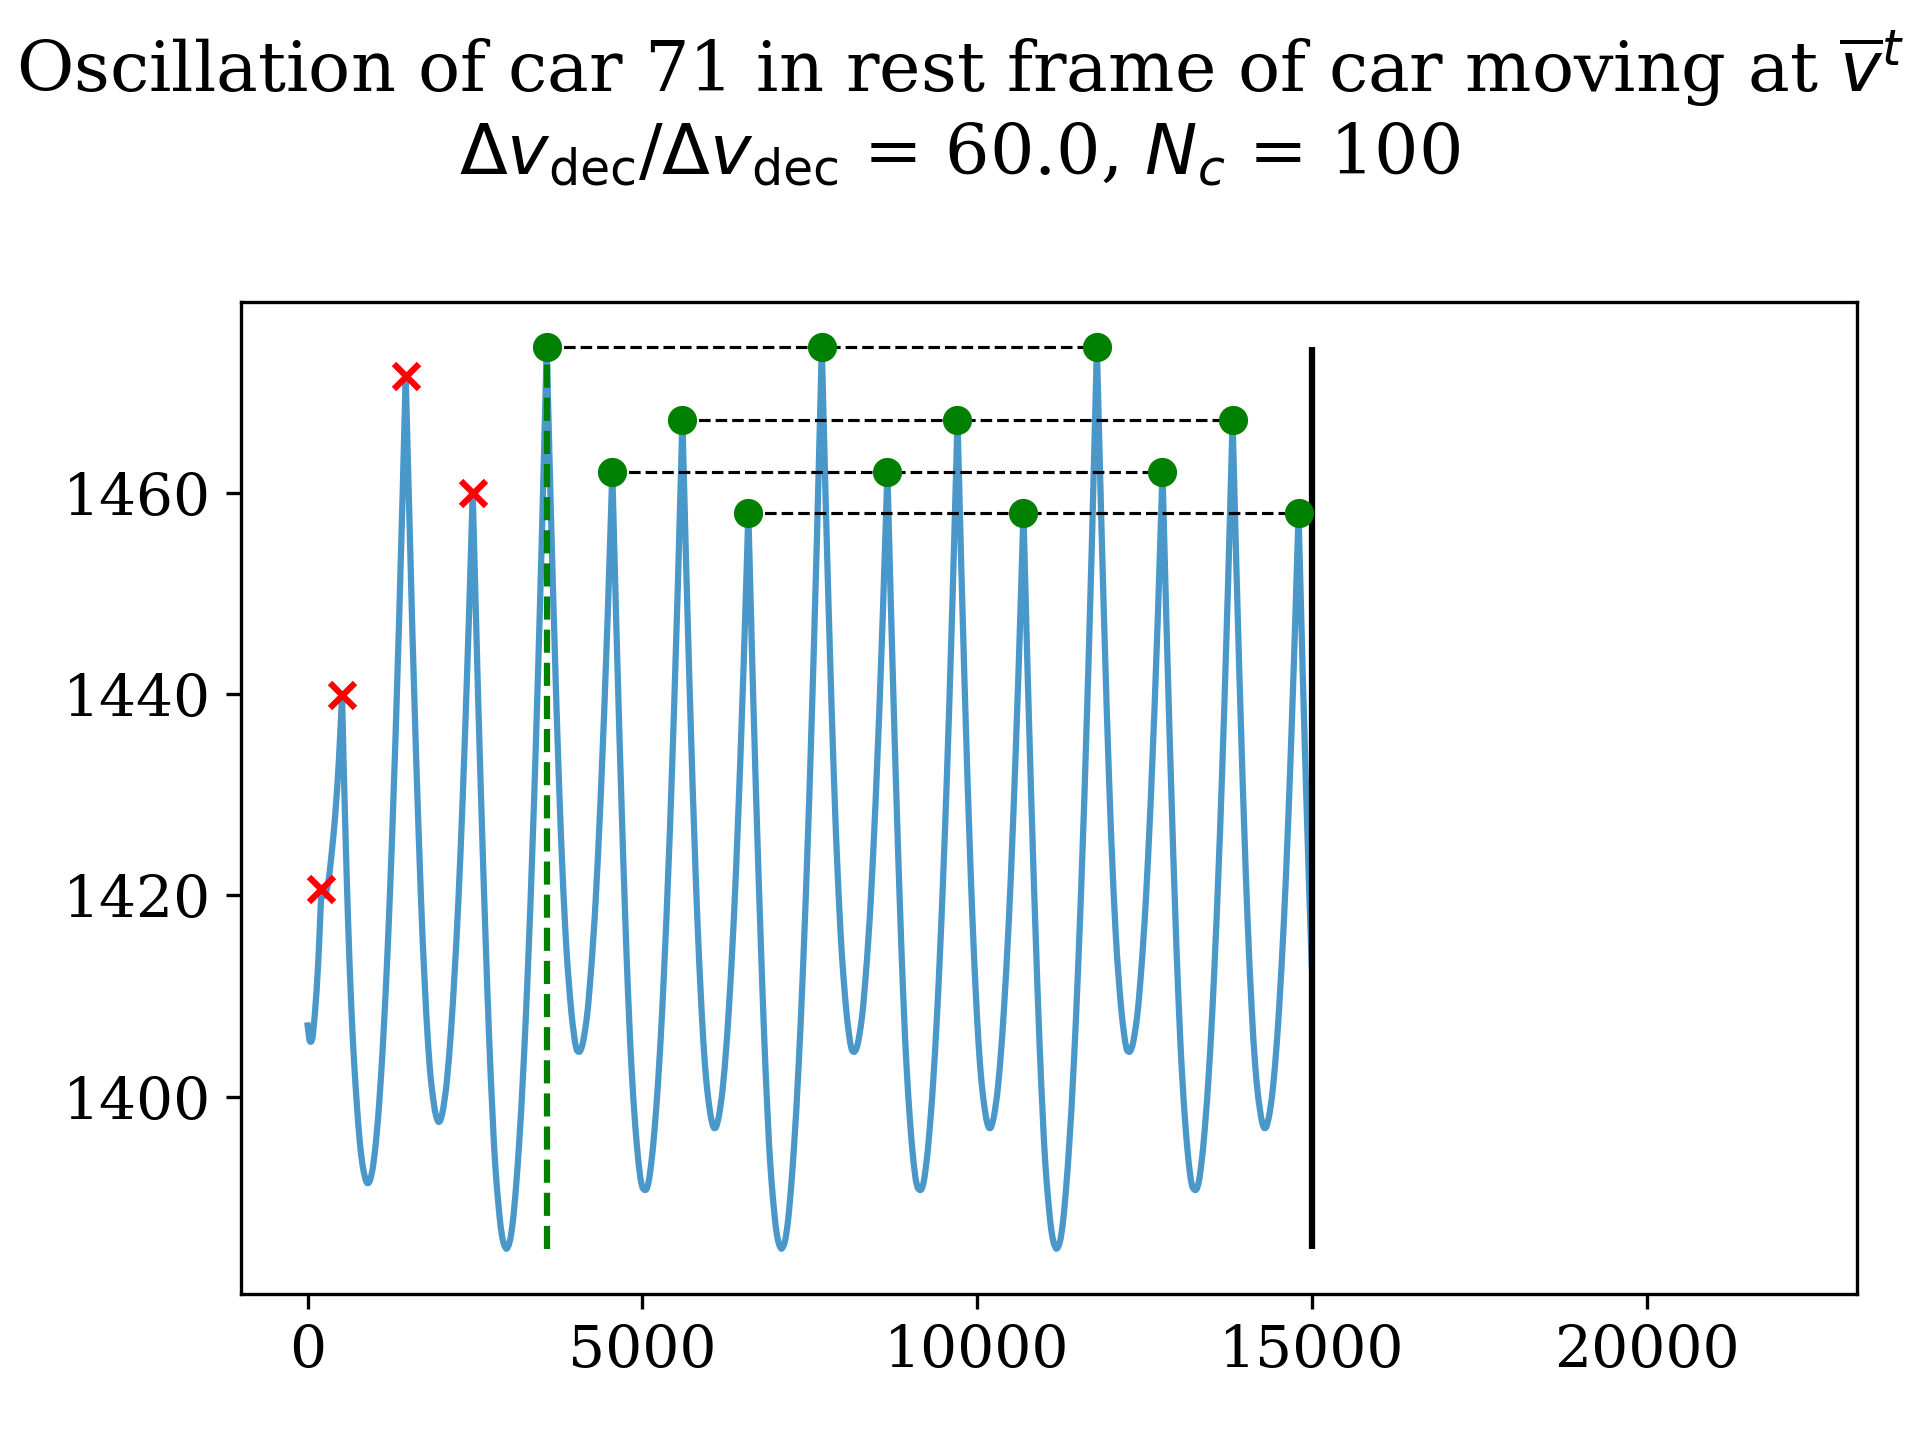 Oscillation of car 71 in rest frame of car moving at v̅ᵗ
Δv_dec/Δv_dec = 60.0, N_c = 100
1460
1440
1420
1400
0 5000 10000 15000 20000